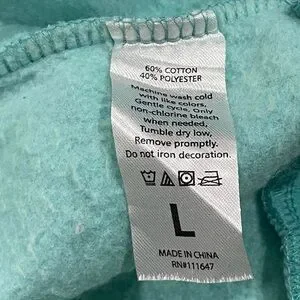 60% COTTON
40% POLYESTER
Machine wash cold
with like colors,
Gentle cycle. Only
non-chlorine bleach
when needed.
Tumble dry low,
Remove promptly.
Do not iron decoration.
L
MADE IN CHINA
RN#111647